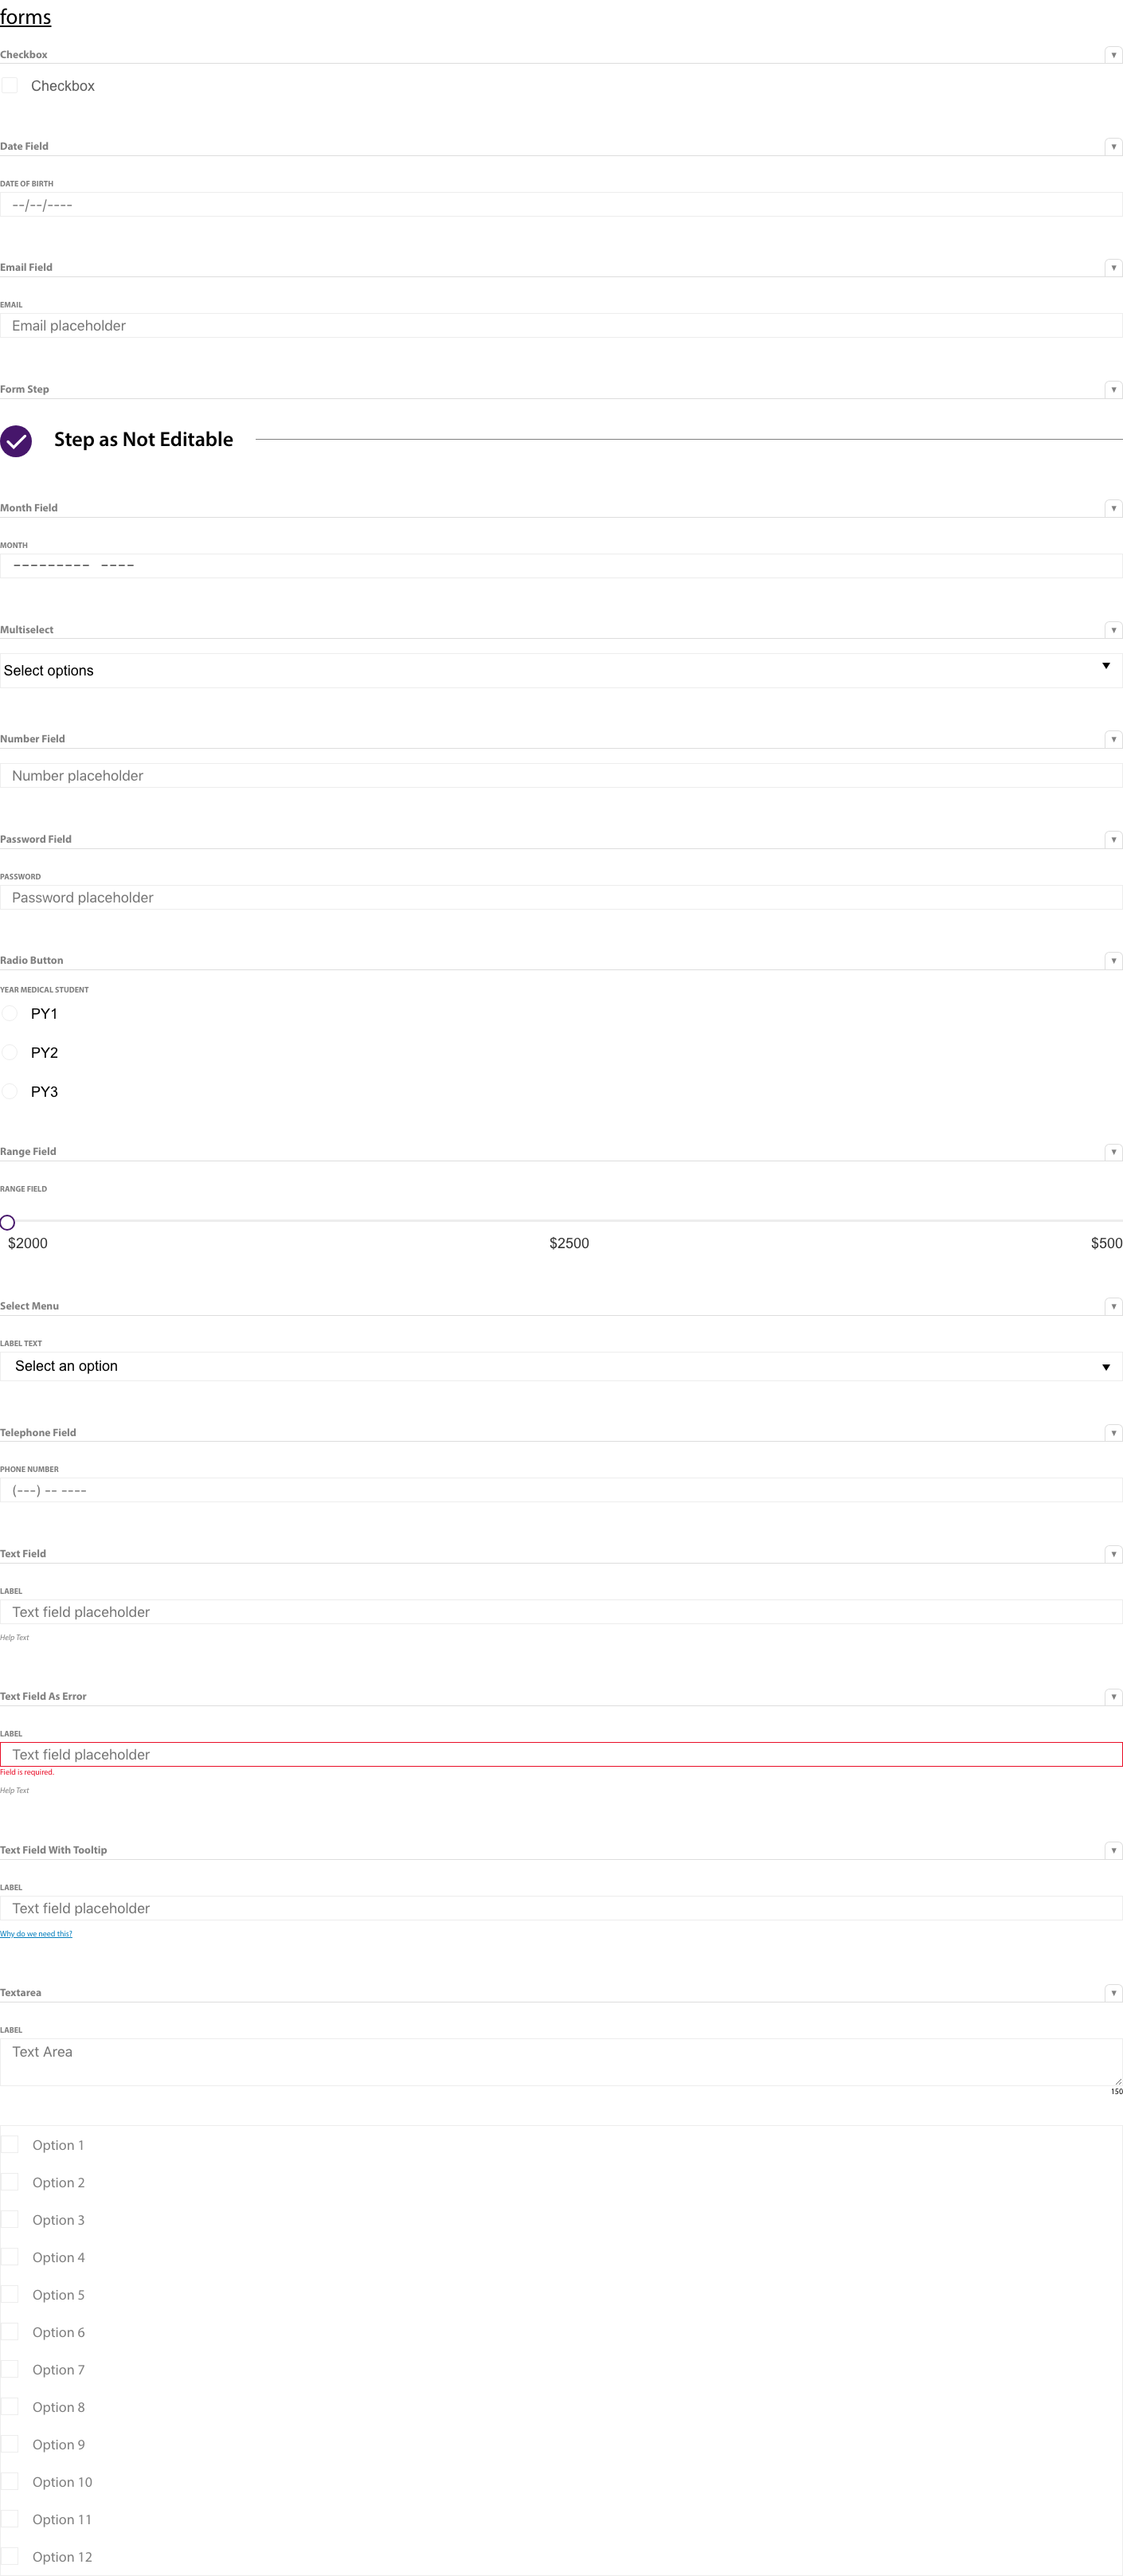 forms
Checkbox
Checkbox
Date Field
DATE OF BIRTH
--/--/----
Email Field
EMAIL
Email placeholder
Form Step
Step as Not Editable
Month Field
MONTH
--------- ----
Multiselect
Select options
Number Field
Number placeholder
Password Field
PASSWORD
Password placeholder
Radio Button
YEAR MEDICAL STUDENT
PY1
PY2
PY3
Range Field
RANGE FIELD
$2000 $2500 $500
Select Menu
LABEL TEXT
Select an option
Telephone Field
PHONE NUMBER
(---) -- ----
Text Field
LABEL
Text field placeholder
Help Text
Text Field As Error
LABEL
Text field placeholder
Field is required.
Help Text
Text Field With Tooltip
LABEL
Text field placeholder
Why do we need this?
Textarea
LABEL
Text Area
150
Option 1
Option 2
Option 3
Option 4
Option 5
Option 6
Option 7
Option 8
Option 9
Option 10
Option 11
Option 12